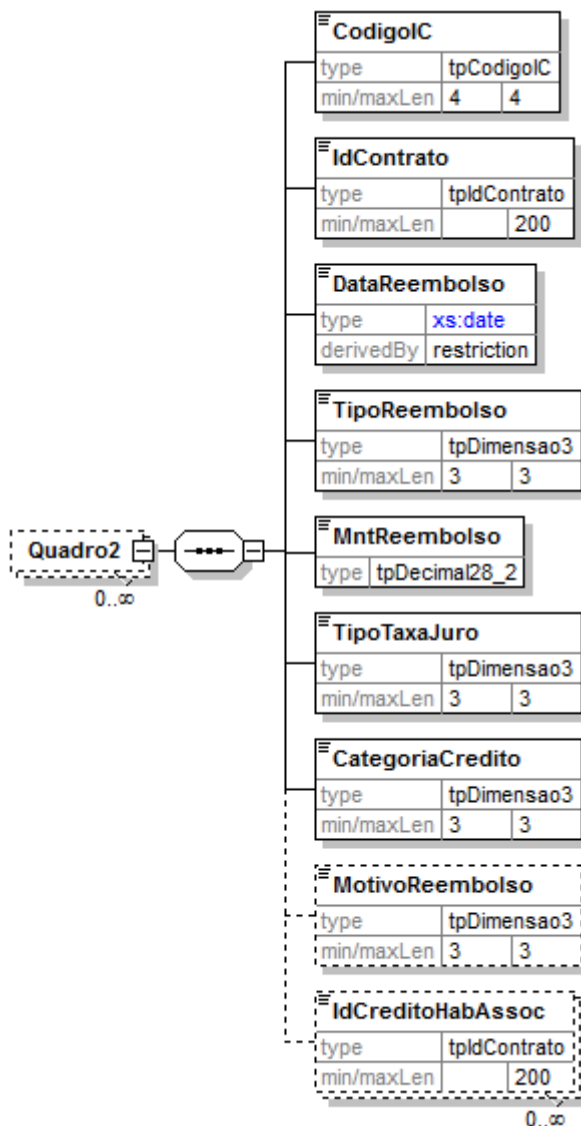 CodigoIC
type tpCodigoIC
min/maxLen 4 4
IdContrato
type tpIdContrato
min/maxLen 200
DataReembolso
type xs:date
derivedBy restriction
TipoReembolso
type tpDimensao3
min/maxLen 3 3
Quadro2
0..∞
MntReembolso
type tpDecimal28_2
TipoTaxaJuro
type tpDimensao3
min/maxLen 3 3
CategoriaCredito
type tpDimensao3
min/maxLen 3 3
MotivoReembolso
type tpDimensao3
min/maxLen 3 3
IdCreditoHabAssoc
type tpIdContrato
min/maxLen 200
0..∞